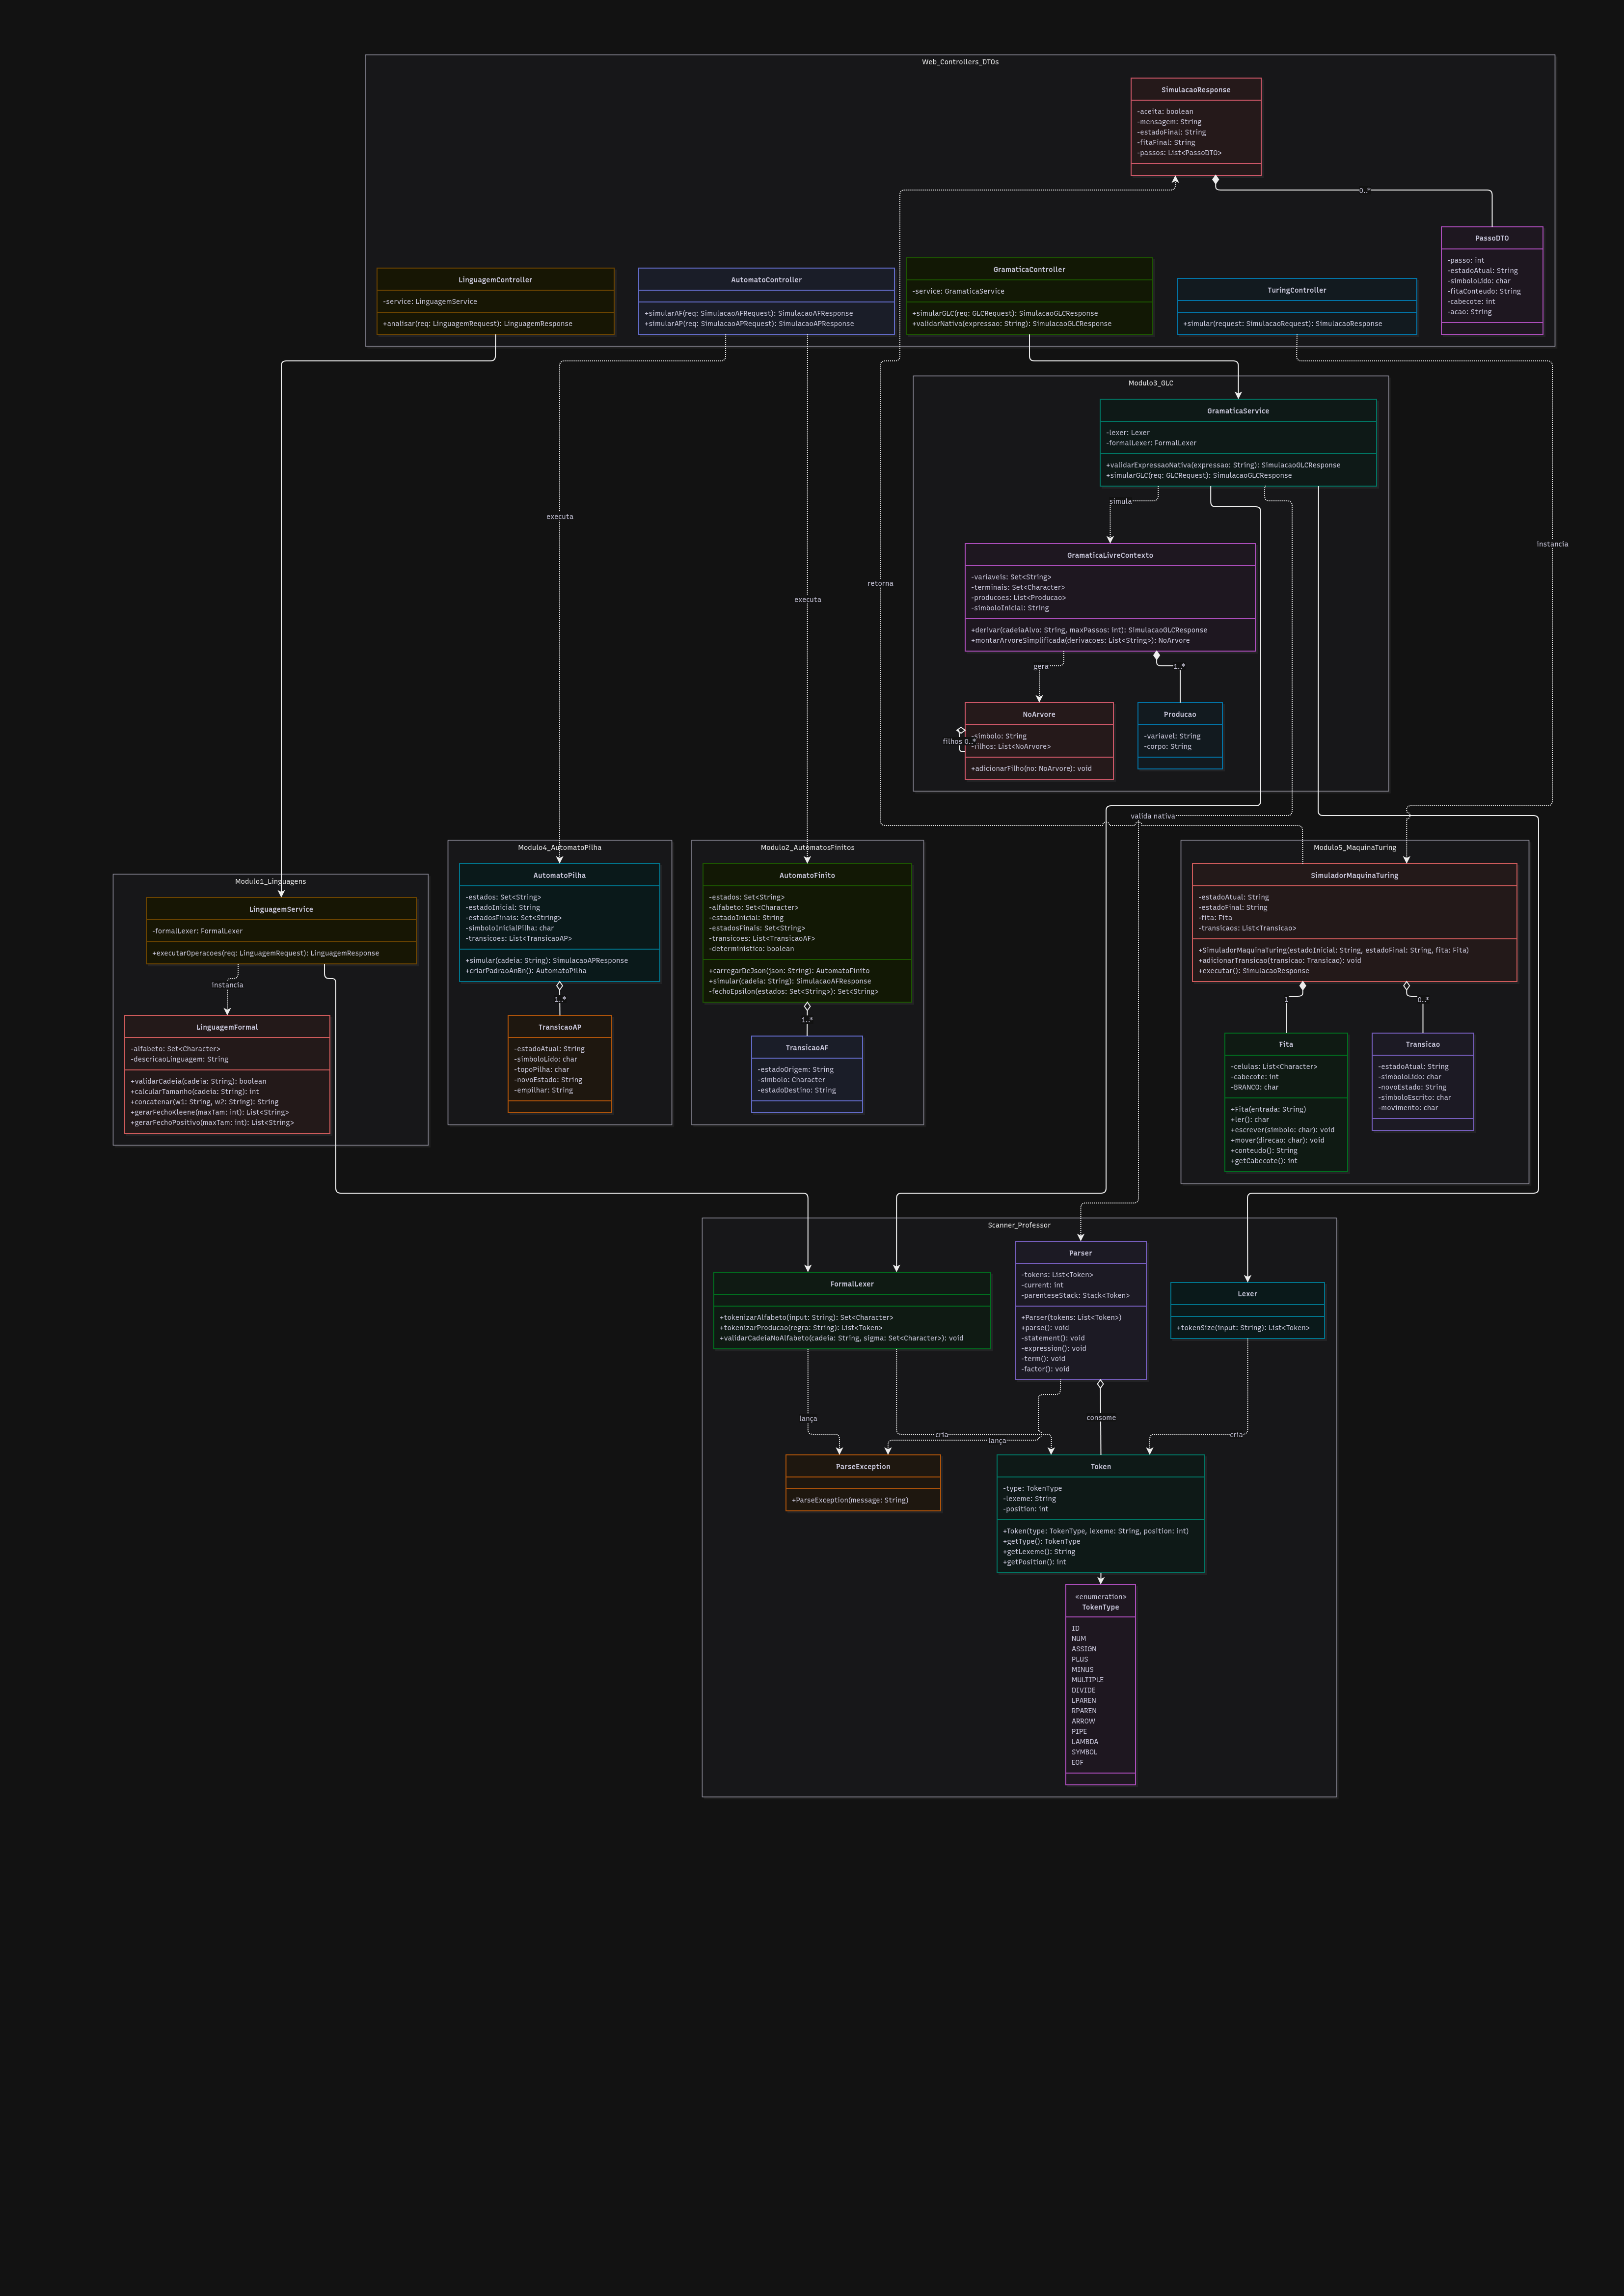 Web_Controllers_DTOs
SimulacaoResponse
-aceita: boolean
-mensagem: String
-estadoFinal: String
-fitaFinal: String
-passos: List<PassoDTO>
0..*
PassoDTO
-passo: int
-estadoAtual: String
-simboloLido: char
-fitaConteudo: String
-cabecote: int
-acao: String
LinguagemController
-service: LinguagemService
+analisar(req: LinguagemRequest): LinguagemResponse
AutomatoController
+simularAF(req: SimulacaoAFRequest): SimulacaoAFResponse
+simularAP(req: SimulacaoAPRequest): SimulacaoAPResponse
GramaticaController
-service: GramaticaService
+simularGLC(req: GLCRequest): SimulacaoGLCResponse
+validarNativa(expressao: String): SimulacaoGLCResponse
TuringController
+simular(request: SimulacaoRequest): SimulacaoResponse
Modulo3_GLC
GramaticaService
-lexer: Lexer
-formalLexer: FormalLexer
+validarExpressaoNativa(expressao: String): SimulacaoGLCResponse
+simularGLC(req: GLCRequest): SimulacaoGLCResponse
simula
executa
instancia
GramaticaLivreContexto
-variaveis: Set<String>
-terminais: Set<Character>
-producoes: List<Producao>
-simboloInicial: String
+derivar(cadeiaAlvo: String, maxPassos: int): SimulacaoGLCResponse
+montarArvoreSimplificada(derivacoes: List<String>): NoArvore
retorna
executa
gera
1..*
NoArvore
-simbolo: String
-filhos: List<NoArvore>
+adicionarFilho(no: NoArvore): void
filhos 0..*
Producao
-variavel: String
-corpo: String
valida nativa
Modulo1_Linguagens
LinguagemService
-formalLexer: FormalLexer
+executarOperacoes(req: LinguagemRequest): LinguagemResponse
instancia
LinguagemFormal
-alfabeto: Set<Character>
-descricaoLinguagem: String
+validarCadeia(cadeia: String): boolean
+calcularTamanho(cadeia: String): int
+concatenar(w1: String, w2: String): String
+gerarFechoKleene(maxTam: int): List<String>
+gerarFechoPositivo(maxTam: int): List<String>
Modulo4_AutomatoPilha
AutomatoPilha
-estados: Set<String>
-estadoInicial: String
-estadosFinais: Set<String>
-simboloInicialPilha: char
-transicoes: List<TransicaoAP>
+simular(cadeia: String): SimulacaoAPResponse
+criarPadraoAnBn(): AutomatoPilha
1..*
TransicaoAP
-estadoAtual: String
-simboloLido: char
-topoPilha: char
-novoEstado: String
-empilhar: String
Modulo2_AutomatosFinitos
AutomatoFinito
-estados: Set<String>
-alfabeto: Set<Character>
-estadoInicial: String
-estadosFinais: Set<String>
-transicoes: List<TransicaoAF>
-deterministico: boolean
+carregarDeJson(json: String): AutomatoFinito
+simular(cadeia: String): SimulacaoAFResponse
-fechoEpsilon(estados: Set<String>): Set<String>
1..*
TransicaoAF
-estadoOrigem: String
-simbolo: Character
-estadoDestino: String
Modulo5_MaquinaTuring
SimuladorMaquinaTuring
-estadoAtual: String
-estadoFinal: String
-fita: Fita
-transicaos: List<Transicao>
+SimuladorMaquinaTuring(estadoInicial: String, estadoFinal: String, fita: Fita)
+adicionarTransicao(transicao: Transicao): void
+executar(): SimulacaoResponse
1
0..*
Fita
-celulas: List<Character>
-cabecote: int
-BRANCO: char
+Fita(entrada: String)
+ler(): char
+escrever(simbolo: char): void
+mover(direcao: char): void
+conteudo(): String
+getCabecote(): int
Transicao
-estadoAtual: String
-simboloLido: char
-novoEstado: String
-simboloEscrito: char
-movimento: char
Scanner_Professor
FormalLexer
+tokenizarAlfabeto(input: String): Set<Character>
+tokenizarProducao(regra: String): List<Token>
+validarCadeiaNoAlfabeto(cadeia: String, sigma: Set<Character>): void
Parser
-tokens: List<Token>
-current: int
-parenteseStack: Stack<Token>
+Parser(tokens: List<Token>)
+parse(): void
-statement(): void
-expression(): void
-term(): void
-factor(): void
Lexer
+tokenSize(input: String): List<Token>
lança
consome
cria
lança
cria
ParseException
+ParseException(message: String)
Token
-type: TokenType
-lexeme: String
-position: int
+Token(type: TokenType, lexeme: String, position: int)
+getType(): TokenType
+getLexeme(): String
+getPosition(): int
«enumeration»
TokenType
ID
NUM
ASSIGN
PLUS
MINUS
MULTIPLE
DIVIDE
LPAREN
RPAREN
ARROW
PIPE
LAMBDA
SYMBOL
EOF